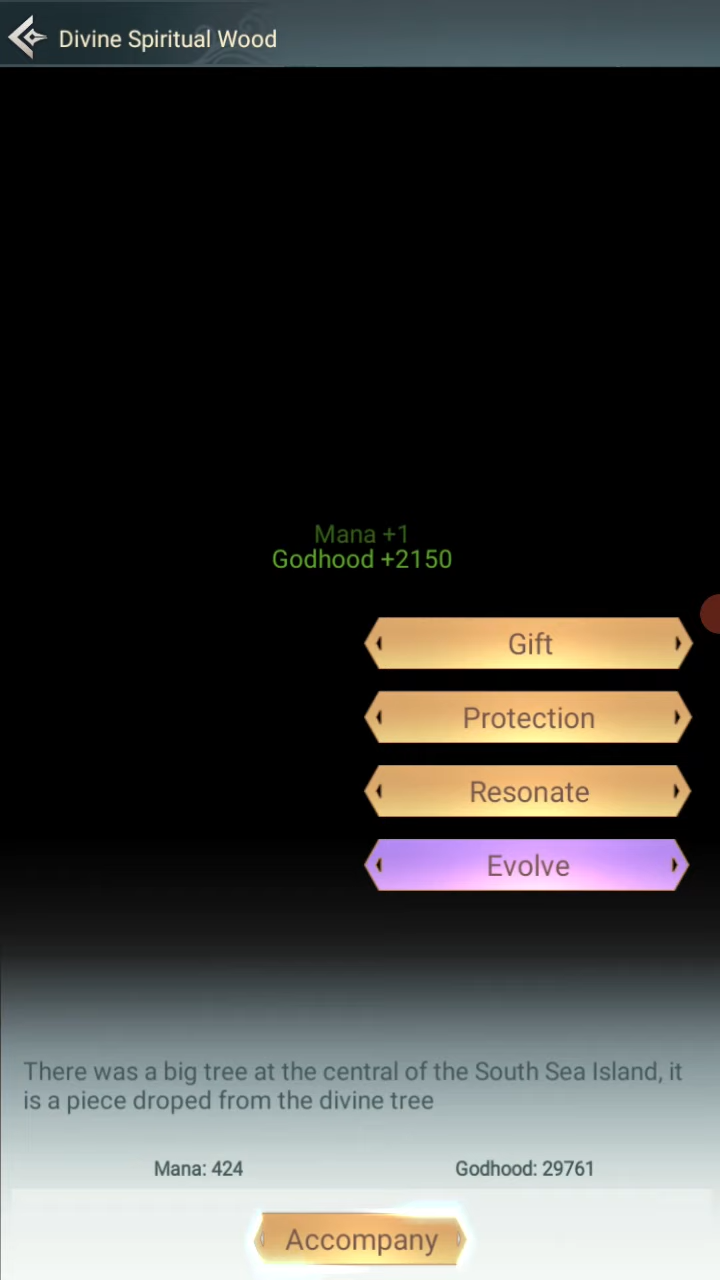 Divine Spiritual Wood
Mana +1
Godhood +2150
Gift
Protection
Resonate
Evolve
There was a big tree at the central of the South Sea Island, it
is a piece droped from the divine tree
Mana: 424 Godhood: 29761
Accompany